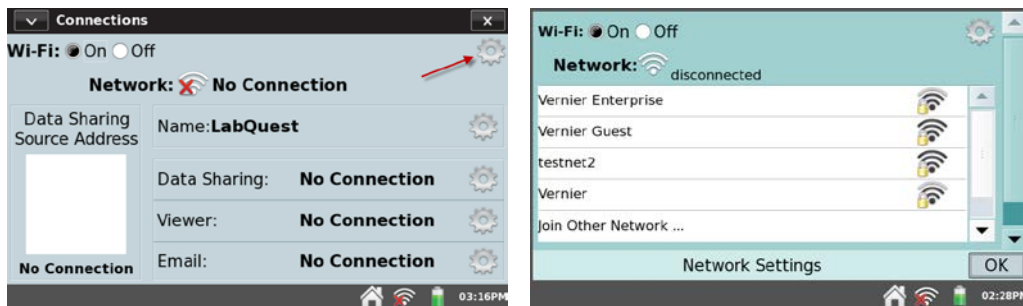 Connections
x
Wi-Fi: On Off
Network: No Connection
Data Sharing
Source Address
No Connection
Name:LabQuest
Data Sharing: No Connection
Viewer: No Connection
Email: No Connection
03:16PM
Wi-Fi: On Off
Network: disconnected
Vernier Enterprise
Vernier Guest
testnet2
Vernier
Join Other Network ...
Network Settings
OK